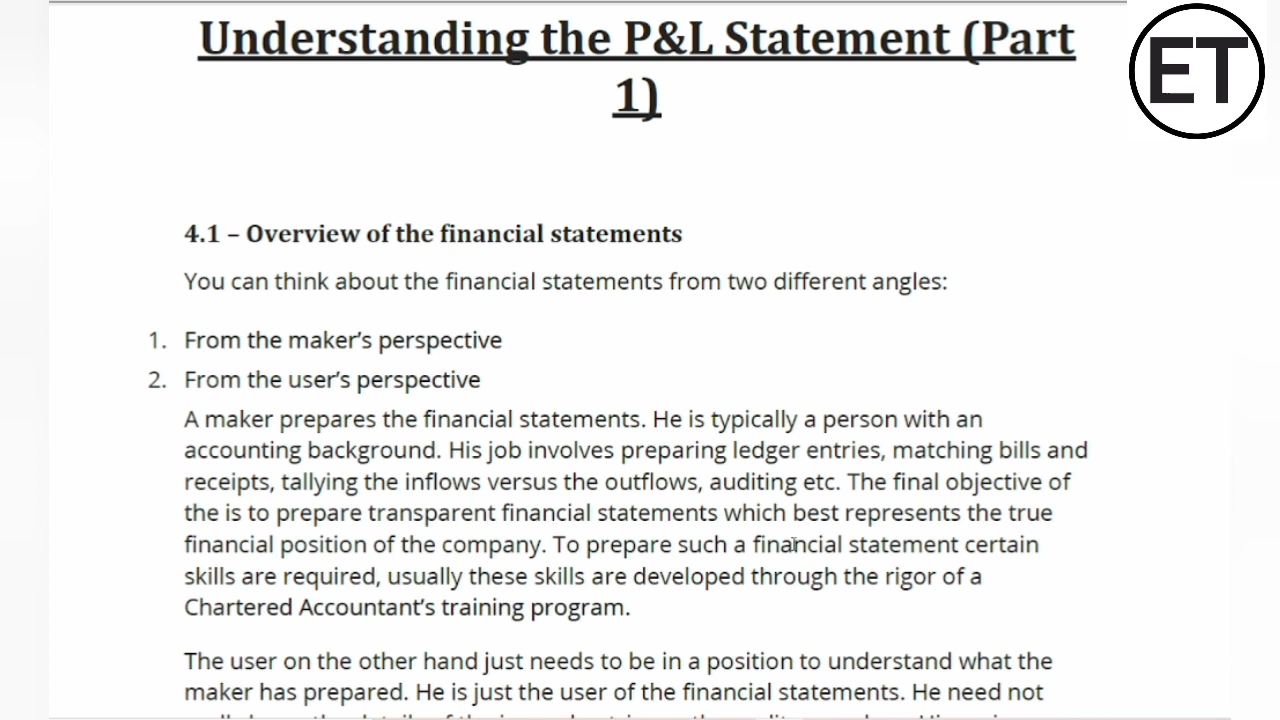 Understanding the P&L Statement (Part
1)
ET
4.1 – Overview of the financial statements
You can think about the financial statements from two different angles:
1. From the maker's perspective
2. From the user's perspective
A maker prepares the financial statements. He is typically a person with an
accounting background. His job involves preparing ledger entries, matching bills and
receipts, tallying the inflows versus the outflows, auditing etc. The final objective of
the is to prepare transparent financial statements which best represents the true
financial position of the company. To prepare such a financial statement certain
skills are required, usually these skills are developed through the rigor of a
Chartered Accountant's training program.
The user on the other hand just needs to be in a position to understand what the
maker has prepared. He is just the user of the financial statements. He need not